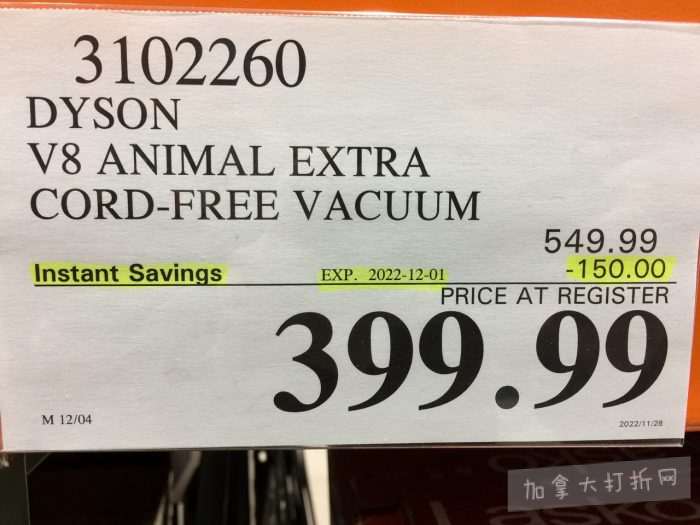 3102260
DYSON
V8 ANIMAL EXTRA
CORD-FREE VACUUM
549.99
Instant Savings EXP. 2022-12-01 -150.00
PRICE AT REGISTER
399.99
M 12/04 2022/11/28
加拿大打折网